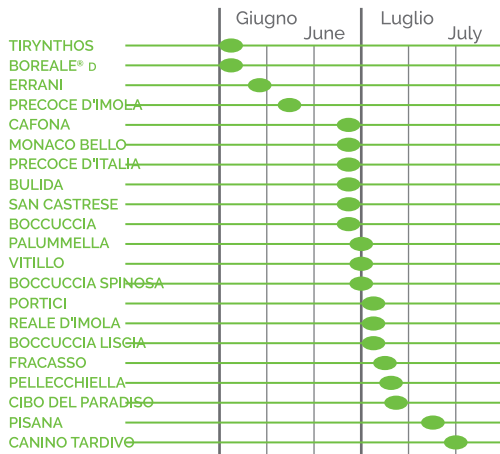 Giugno Luglio
June July
TIRYNTHOS
BOREALE® D
ERRANI
PRECOCE D'IMOLA
CAFONA
MONACO BELLO
PRECOCE D'ITALIA
BULIDA
SAN CASTRESE
BOCCUCCIA
PALUMMELLA
VITILLO
BOCCUCCIA SPINOSA
PORTICI
REALE D'IMOLA
BOCCUCCIA LISCIA
FRACASSO
PELLECCHIELLA
CIBO DEL PARADISO
PISANA
CANINO TARDIVO